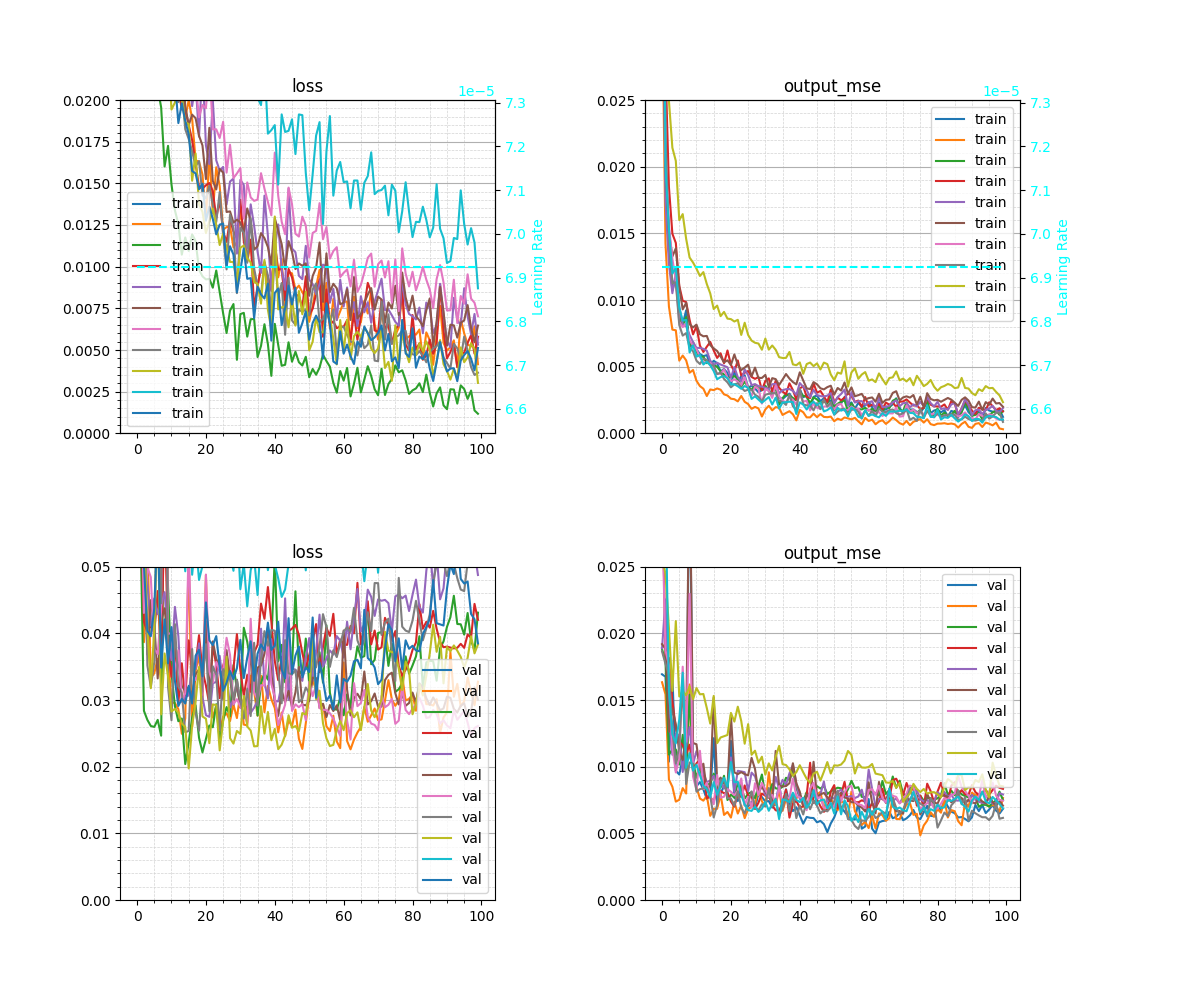 loss
1e−5
0.0200
0.0175
0.0150
0.0125
0.0100
0.0075
0.0050
0.0025
0.0000
train
train
train
train
train
train
train
train
train
train
train
7.3
7.2
7.1
7.0
6.9
6.8
6.7
6.6
Learning Rate
0
20
40
60
80
100
output_mse
1e−5
0.025
0.020
0.015
0.010
0.005
0.000
train
train
train
train
train
train
train
train
train
train
7.3
7.2
7.1
7.0
6.9
6.8
6.7
6.6
Learning Rate
0
20
40
60
80
100
loss
0.05
0.04
0.03
0.02
0.01
0.00
val
val
val
val
val
val
val
val
val
val
val
0
20
40
60
80
100
output_mse
0.025
0.020
0.015
0.010
0.005
0.000
val
val
val
val
val
val
val
val
val
val
0
20
40
60
80
100